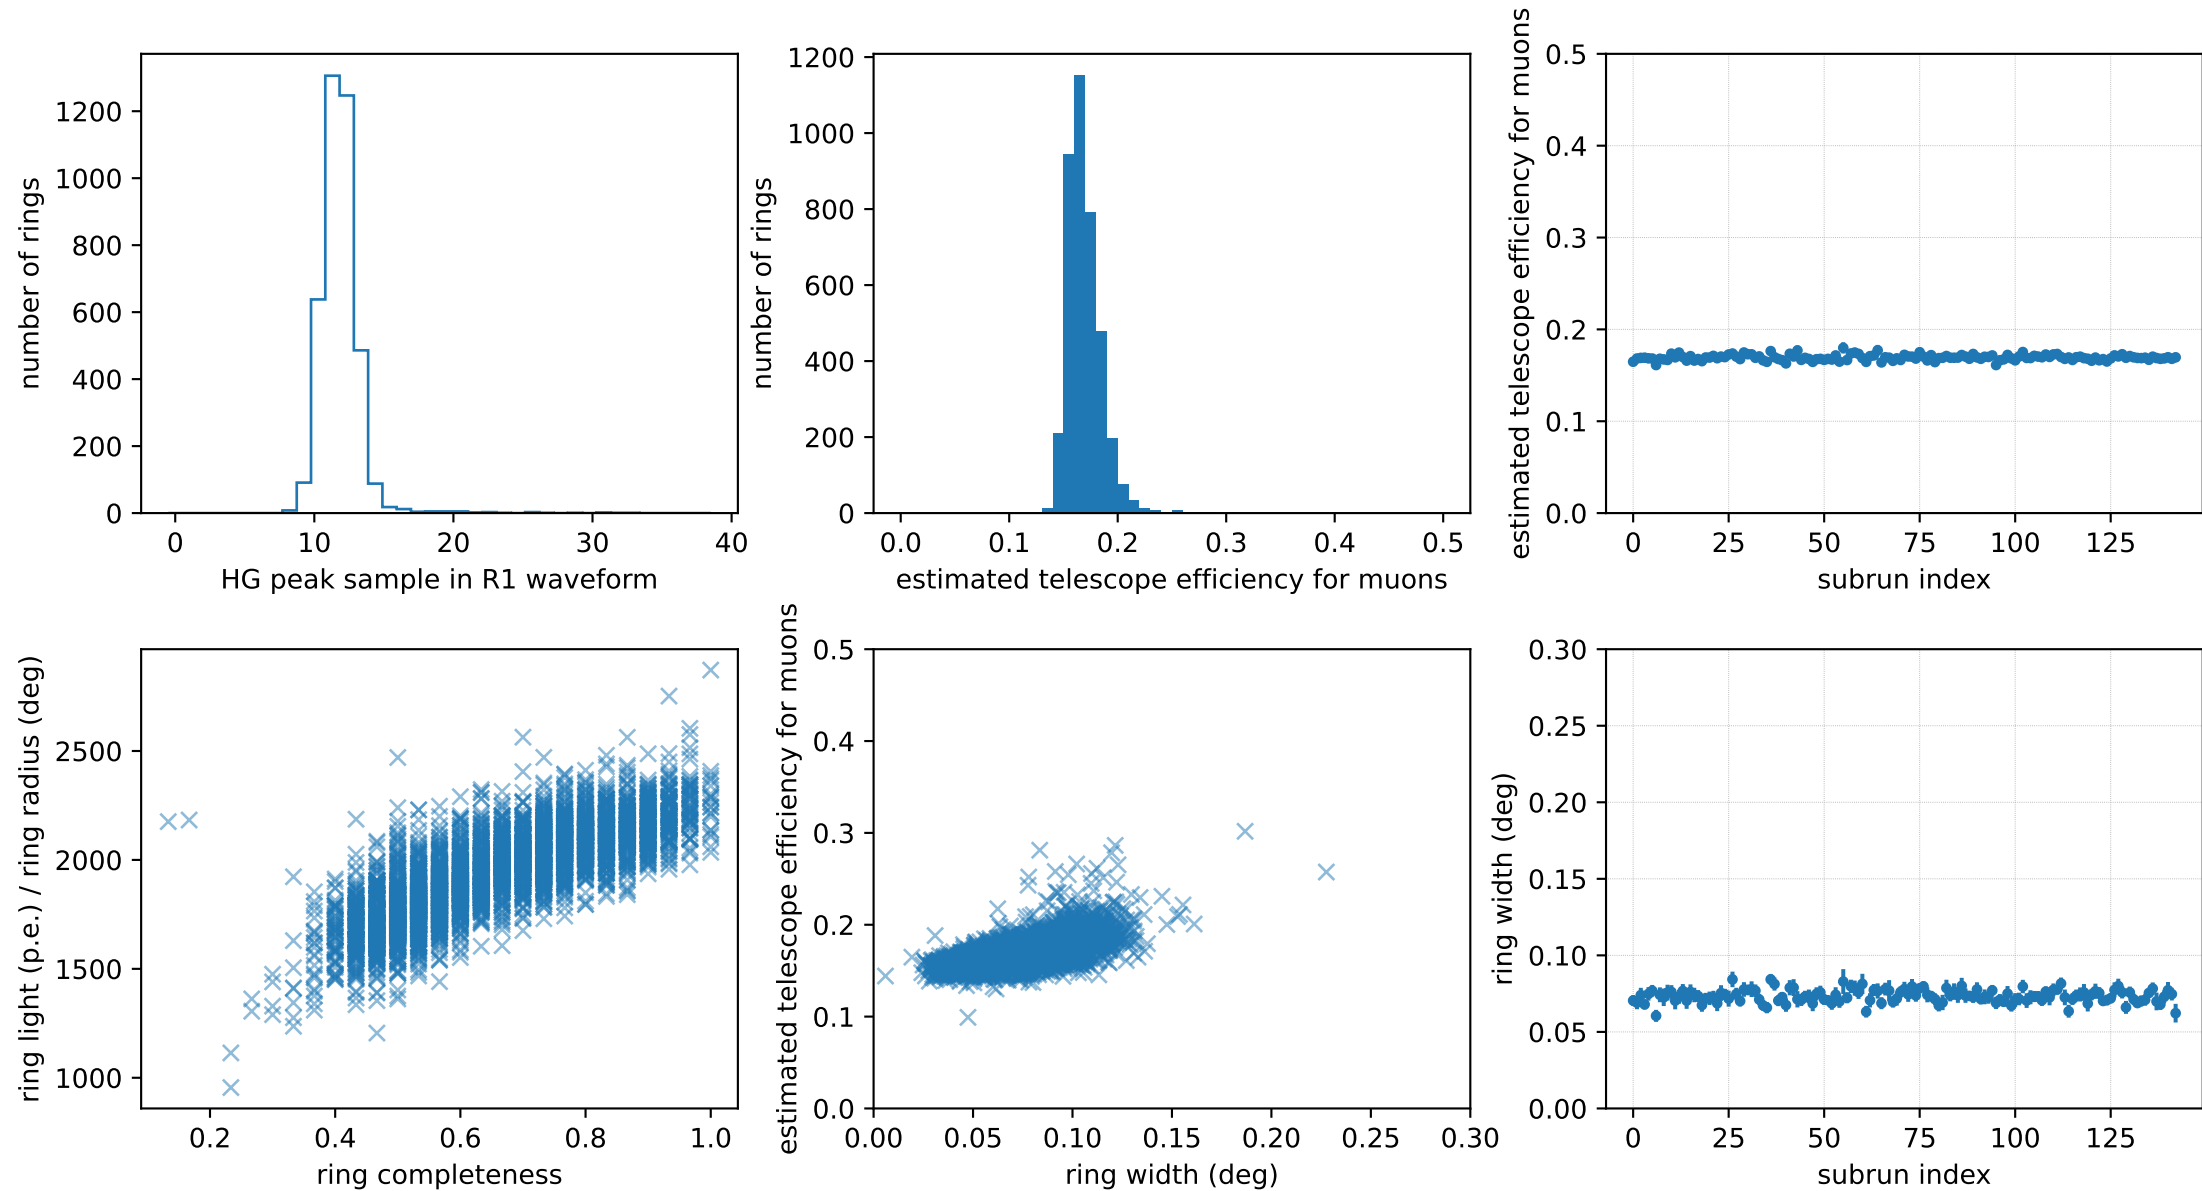 number of rings
1200
1000
800
600
400
200
0
0 10 20 30 40
HG peak sample in R1 waveform
number of rings
1200
1000
800
600
400
200
0
0.0 0.1 0.2 0.3 0.4 0.5
estimated telescope efficiency for muons
estimated telescope efficiency for muons
0.5
0.4
0.3
0.2
0.1
0.0
0 25 50 75 100 125
subrun index
ring light (p.e.) / ring radius (deg)
2500
2000
1500
1000
0.2 0.4 0.6 0.8 1.0
ring completeness
estimated telescope efficiency for muons
0.5
0.4
0.3
0.2
0.1
0.0
0.00 0.05 0.10 0.15 0.20 0.25 0.30
ring width (deg)
ring width (deg)
0.30
0.25
0.20
0.15
0.10
0.05
0.00
0 25 50 75 100 125
subrun index